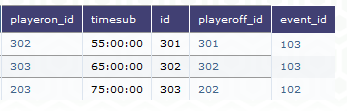 playeron_id timesub id playeroff_id event_id
302 55:00:00 301 301 103
303 65:00:00 302 302 103
203 75:00:00 303 202 102